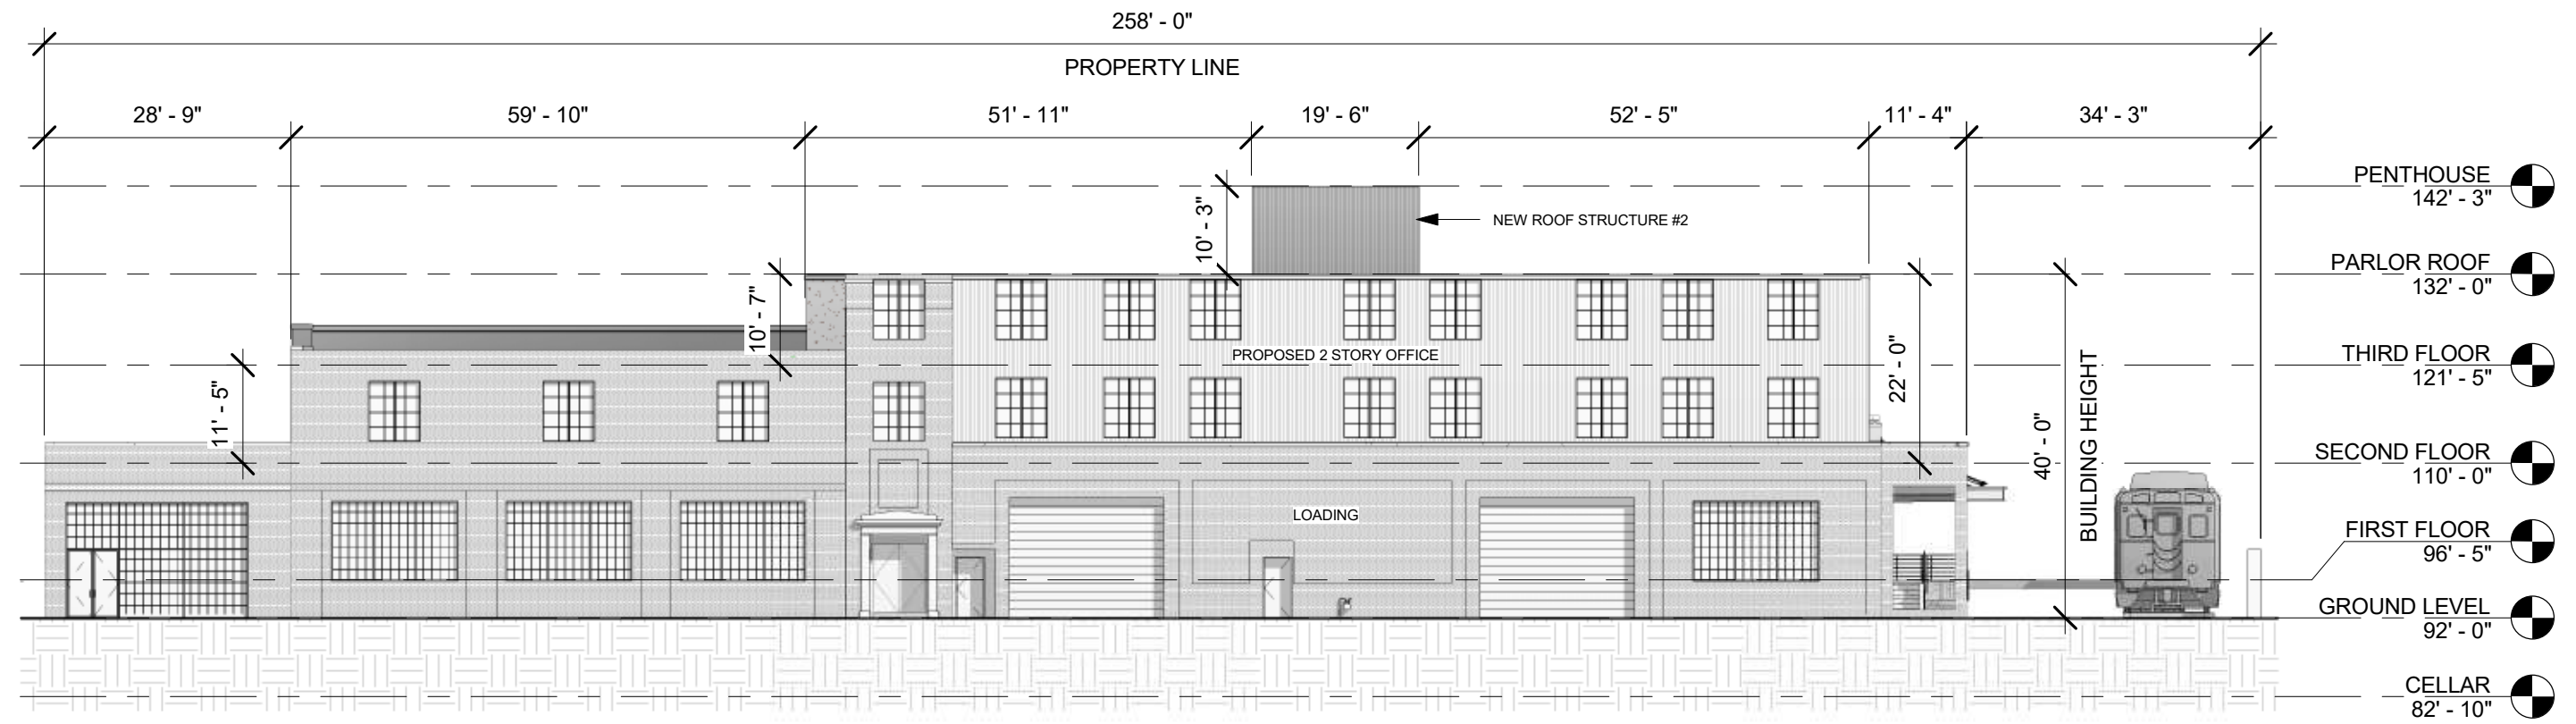 258' - 0"
PROPERTY LINE
28' - 9"
59' - 10"
51' - 11"
19' - 6"
52' - 5"
11' - 4"
34' - 3"
PENTHOUSE
142' - 3"
10' - 3"
NEW ROOF STRUCTURE #2
PARLOR ROOF
132' - 0"
10' - 7"
PROPOSED 2 STORY OFFICE
22' - 0"
THIRD FLOOR
121' - 5"
11' - 5"
40' - 0"
BUILDING HEIGHT
SECOND FLOOR
110' - 0"
LOADING
FIRST FLOOR
96' - 5"
GROUND LEVEL
92' - 0"
CELLAR
82' - 10"